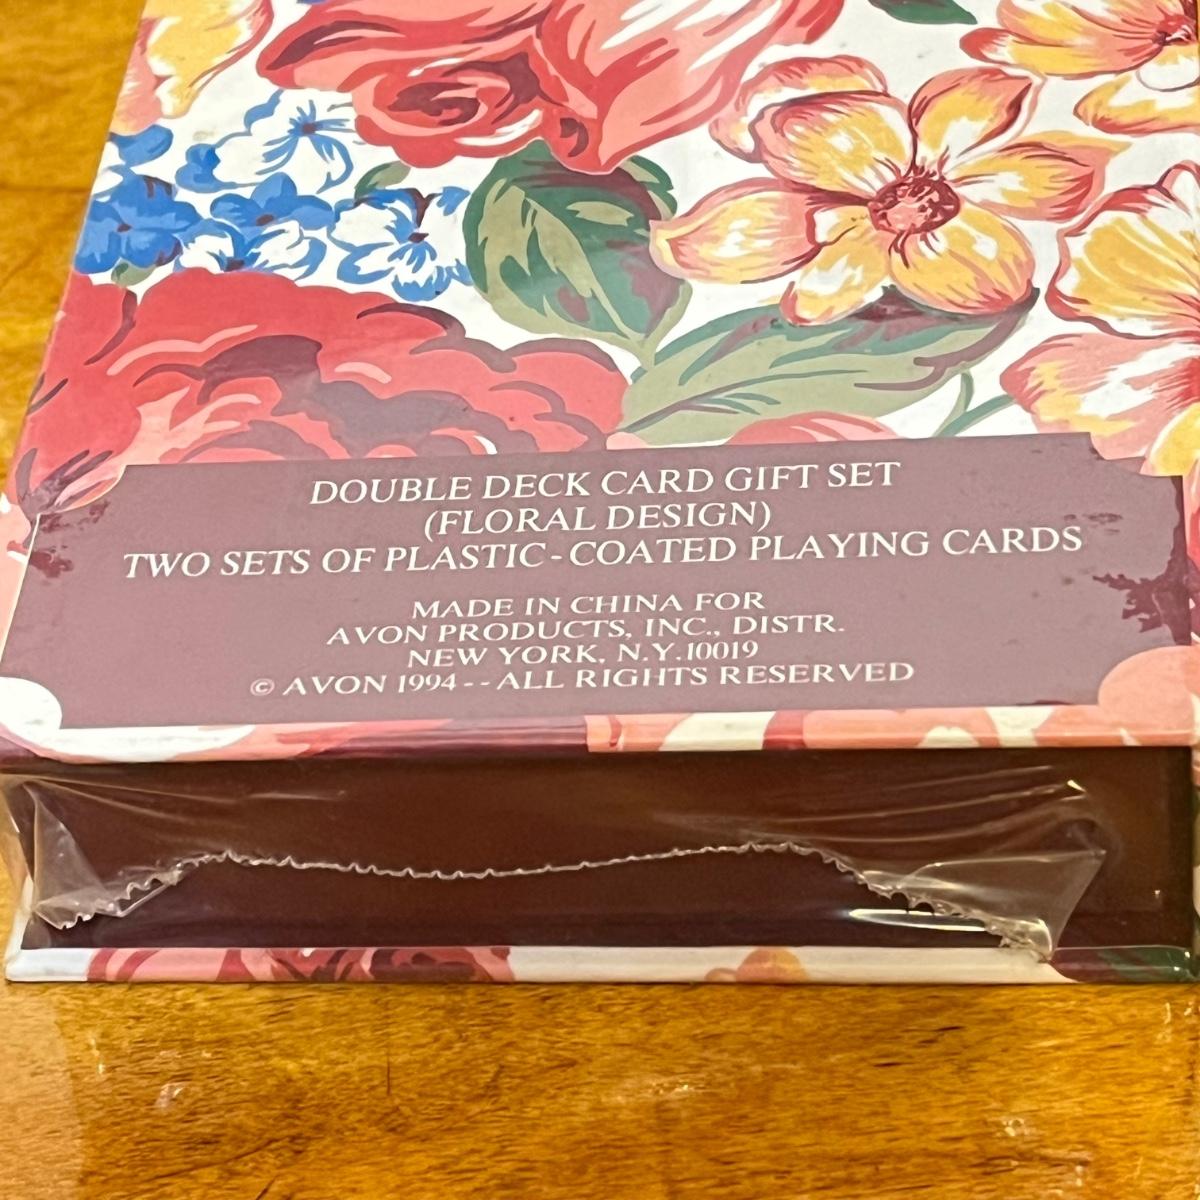 DOUBLE DECK CARD GIFT SET
(FLORAL DESIGN)
TWO SETS OF PLASTIC-COATED PLAYING CARDS
MADE IN CHINA FOR
AVON PRODUCTS, INC., DISTR.
NEW YORK, N.Y.10019
© AVON 1994--ALL RIGHTS RESERVED